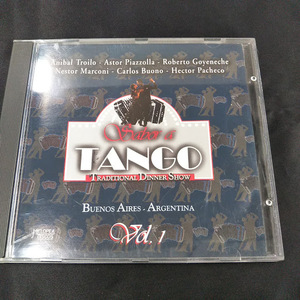 Anibal Troilo - Astor Piazzolla - Roberto Goyeneche
Nestor Marconi - Carlos Buono - Hector Pacheco
Sabor a
TANGO
TRADITIONAL DINNER SHOW
BUENOS AIRES - ARGENTINA
Vol. 1